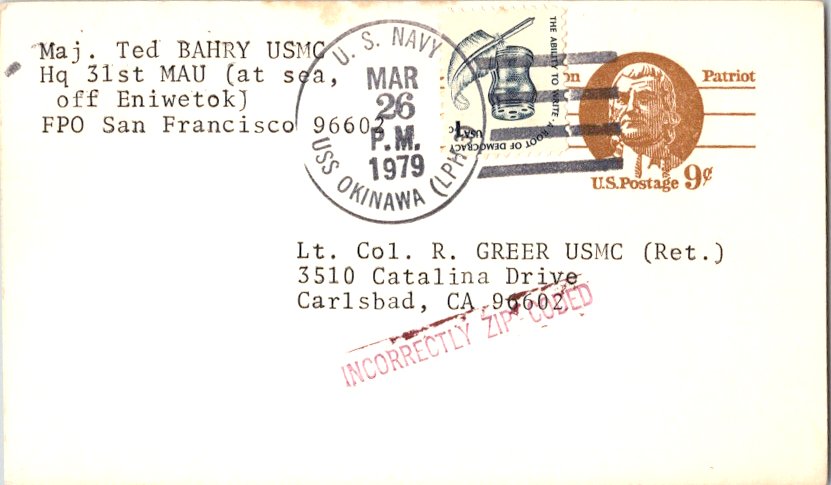 Maj. Ted BAHRY USMC
Hq 31st MAU (at sea,
off Eniwetok)
FPO San Francisco 96602
U. S. NAVY
MAR
26
P.M.
1979
USS OKINAWA (LPH
THE ABILITY TO WRITE · A ROOT OF DEMOCRACY
USA 1c
Patriot
U.S. Postage 9¢
Lt. Col. R. GREER USMC (Ret.)
3510 Catalina Drive
Carlsbad, CA 96602
INCORRECTLY ZIP CODED